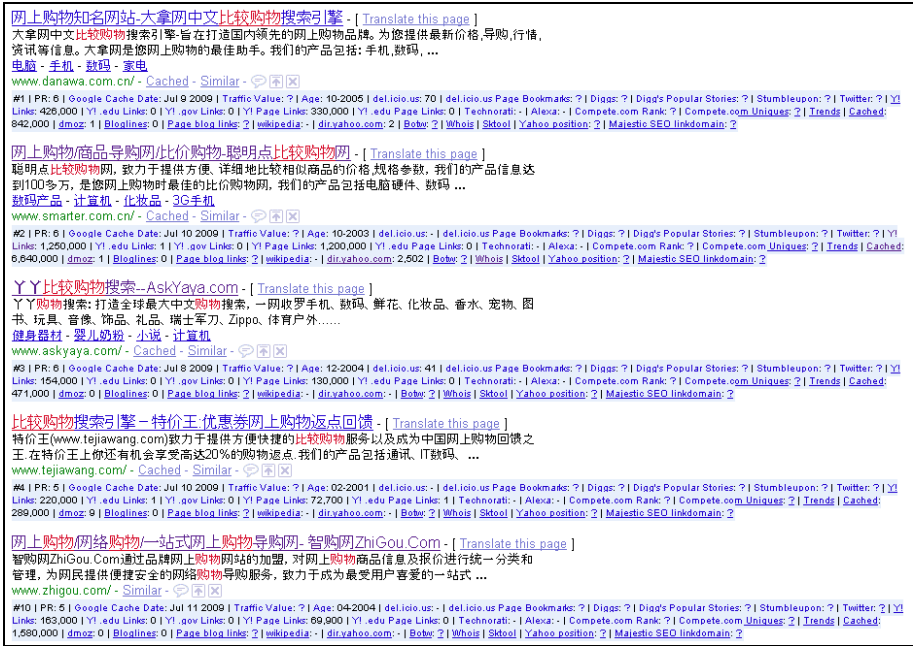 网上购物知名网站-大拿网中文比较购物搜索引擎 - [ Translate this page ]
大拿网中文比较购物搜索引擎-旨在打造国内领先的网上购物品牌。为您提供最新价格,导购,行情,
资讯等信息。大拿网是您网上购物的最佳助手。我们的产品包括: 手机,数码, ...
电脑 - 手机 - 数码 - 家电
www.danawa.com.cn/ - Cached - Similar -
#1 | PR: 6 | Google Cache Date: Jul 9 2009 | Traffic Value: ? | Age: 10-2005 | del.icio.us: 70 | del.icio.us Page Bookmarks: ? | Diggs: ? | Digg's Popular Stories: ? | Stumbleupon: ? | Twitter: ? | Y!
Links: 426,000 | Y! .edu Links: 0 | Y! .gov Links: 0 | Y! Page Links: 330,000 | Y! .edu Page Links: 0 | Technorati: - | Alexa: - | Compete.com Rank: ? | Compete.com Uniques: ? | Trends | Cached:
842,000 | dmoz: 1 | Bloglines: 0 | Page blog links: ? | wikipedia: - | dir.yahoo.com: 2 | Botw: ? | Whois | Sktool | Yahoo position: ? | Majestic SEO linkdomain: ?
网上购物/商品导购网/比价购物-聪明点比较购物网 - [ Translate this page ]
聪明点比较购物网, 致力于提供方便、详细地比较相似商品的价格,规格参数, 我们的产品信息达
到100多万, 是您网上购物时最佳的比价购物网, 我们的产品包括电脑硬件、数码 ...
数码产品 - 计算机 - 化妆品 - 3G手机
www.smarter.com.cn/ - Cached - Similar -
#2 | PR: 6 | Google Cache Date: Jul 10 2009 | Traffic Value: ? | Age: 10-2003 | del.icio.us: - | del.icio.us Page Bookmarks: ? | Diggs: ? | Digg's Popular Stories: ? | Stumbleupon: ? | Twitter: ? | Y!
Links: 1,250,000 | Y! .edu Links: 1 | Y! .gov Links: 0 | Y! Page Links: 1,200,000 | Y! .edu Page Links: 0 | Technorati: - | Alexa: - | Compete.com Rank: ? | Compete.com Uniques: ? | Trends | Cached:
6,640,000 | dmoz: 1 | Bloglines: 0 | Page blog links: ? | wikipedia: - | dir.yahoo.com: 2,502 | Botw: ? | Whois | Sktool | Yahoo position: ? | Majestic SEO linkdomain: ?
丫丫比较购物搜索--AskYaya.com - [ Translate this page ]
丫丫购物搜索: 打造全球最大中文购物搜索, 一网收罗手机、数码、鲜花、化妆品、香水、宠物、图
书、玩具、音像、饰品、礼品、瑞士军刀、Zippo、体育户外……
健身器材 - 婴儿奶粉 - 小说 - 计算机
www.askyaya.com/ - Cached - Similar -
#3 | PR: 6 | Google Cache Date: Jul 8 2009 | Traffic Value: ? | Age: 12-2004 | del.icio.us: 41 | del.icio.us Page Bookmarks: ? | Diggs: ? | Digg's Popular Stories: ? | Stumbleupon: ? | Twitter: ? | Y!
Links: 154,000 | Y! .edu Links: 0 | Y! .gov Links: 0 | Y! Page Links: 130,000 | Y! .edu Page Links: 0 | Technorati: - | Alexa: - | Compete.com Rank: ? | Compete.com Uniques: ? | Trends | Cached:
471,000 | dmoz: 0 | Bloglines: 0 | Page blog links: ? | wikipedia: - | dir.yahoo.com: - | Botw: ? | Whois | Sktool | Yahoo position: ? | Majestic SEO linkdomain: ?
比较购物搜索引擎 – 特价王:优惠券网上购物返点回馈 - [ Translate this page ]
特价王(www.tejiawang.com)致力于提供方便快捷的比较购物服务以及成为中国网上购物回馈之
王.在特价王上你还有机会享受高达20%的购物返点.我们的产品包括通讯、IT数码、 ...
www.tejiawang.com/ - Cached - Similar -
#4 | PR: 5 | Google Cache Date: Jul 10 2009 | Traffic Value: ? | Age: 02-2001 | del.icio.us: - | del.icio.us Page Bookmarks: ? | Diggs: ? | Digg's Popular Stories: ? | Stumbleupon: ? | Twitter: ? | Y!
Links: 220,000 | Y! .edu Links: 1 | Y! .gov Links: 0 | Y! Page Links: 72,700 | Y! .edu Page Links: 1 | Technorati: - | Alexa: - | Compete.com Rank: ? | Compete.com Uniques: ? | Trends | Cached:
289,000 | dmoz: 9 | Bloglines: 0 | Page blog links: ? | wikipedia: - | dir.yahoo.com: - | Botw: ? | Whois | Sktool | Yahoo position: ? | Majestic SEO linkdomain: ?
网上购物/网络购物/一站式网上购物导购网- 智购网ZhiGou.Com - [ Translate this page ]
智购网ZhiGou.Com通过品牌网上购物网站的加盟, 对网上购物商品信息及报价进行统一分类和
管理, 为网民提供便捷安全的网络购物导购服务, 致力于成为最受用户喜爱的一站式 ...
www.zhigou.com/ - Similar -
#10 | PR: 5 | Google Cache Date: Jul 11 2009 | Traffic Value: ? | Age: 04-2004 | del.icio.us: - | del.icio.us Page Bookmarks: ? | Diggs: ? | Digg's Popular Stories: ? | Stumbleupon: ? | Twitter: ? | Y!
Links: 163,000 | Y! .edu Links: 0 | Y! .gov Links: 0 | Y! Page Links: 69,900 | Y! .edu Page Links: 0 | Technorati: - | Alexa: - | Compete.com Rank: ? | Compete.com Uniques: ? | Trends | Cached:
1,580,000 | dmoz: 0 | Bloglines: 0 | Page blog links: ? | wikipedia: - | dir.yahoo.com: - | Botw: ? | Whois | Sktool | Yahoo position: ? | Majestic SEO linkdomain: ?